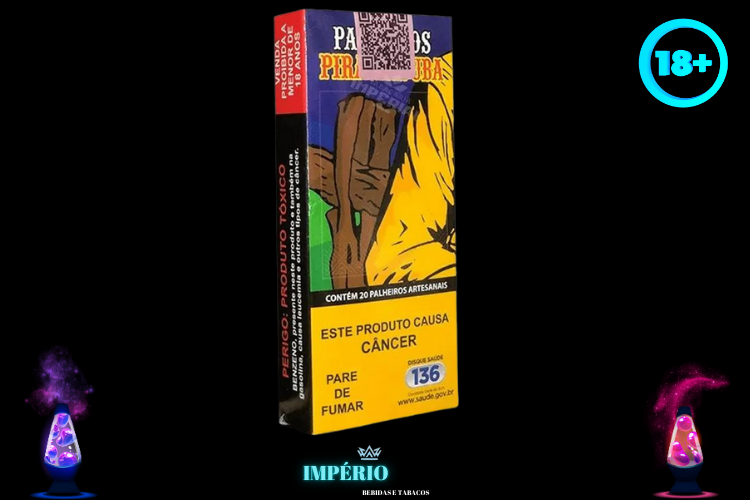 18+
VENDA
PROIBIDA A
MENOR DE
18 ANOS
PERIGO: PRODUTO TÓXICO
BENZENO, presente neste produto e também na
gasolina, causa leucemia e outros tipos de câncer.
CONTÉM 20 PALHEIROS ARTESANAIS
ESTE PRODUTO CAUSA
CÂNCER
PARE
DE
FUMAR
DISQUE SAÚDE
136
www.saude.gov.br
IMPÉRIO
BEBIDAS E TABACOS